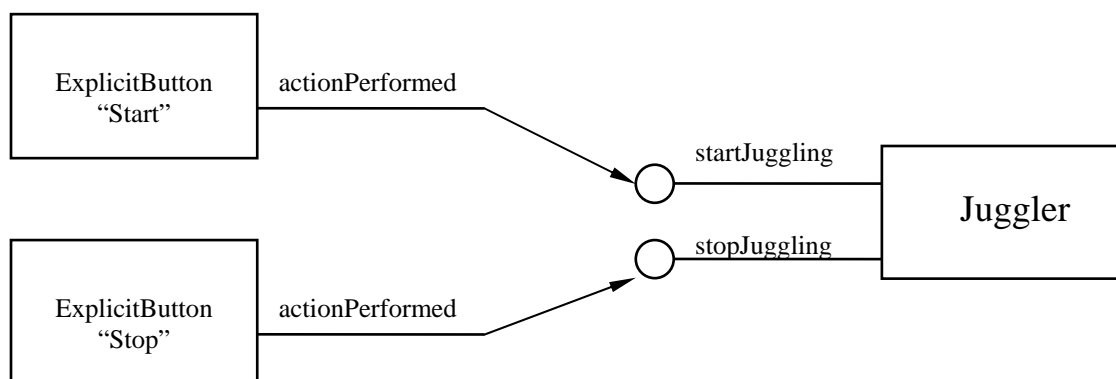 ExplicitButton
“Start”
actionPerformed
startJuggling
Juggler
stopJuggling
ExplicitButton
“Stop”
actionPerformed